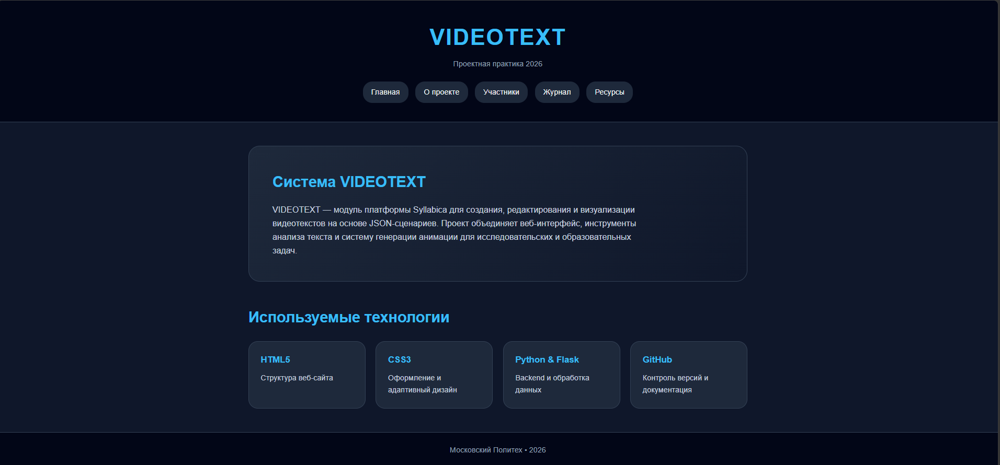 VIDEOTEXT
Проектная практика 2026
Главная
О проекте
Участники
Журнал
Ресурсы
Система VIDEOTEXT
VIDEOTEXT — модуль платформы Syllabica для создания, редактирования и визуализации
видеотекстов на основе JSON-сценариев. Проект объединяет веб-интерфейс, инструменты
анализа текста и систему генерации анимации для исследовательских и образовательных
задач.
Используемые технологии
HTML5
Структура веб-сайта
CSS3
Оформление и
адаптивный дизайн
Python & Flask
Backend и обработка
данных
GitHub
Контроль версий и
документация
Московский Политех • 2026